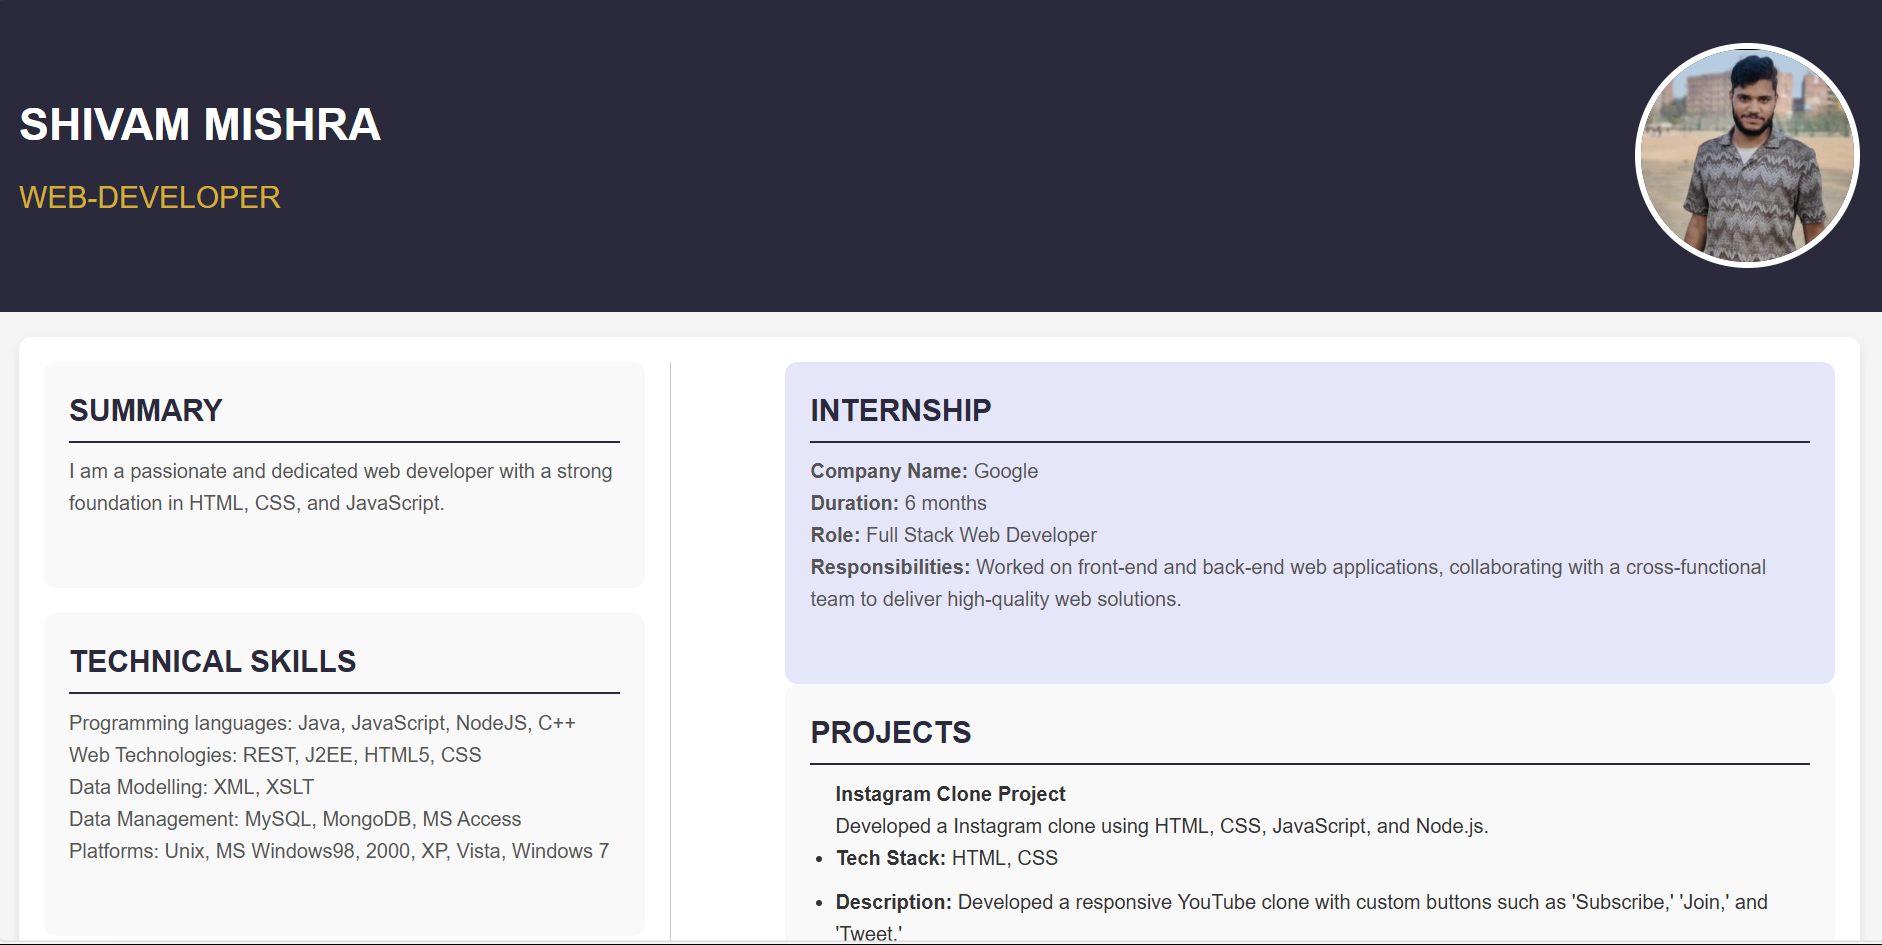 SHIVAM MISHRA
WEB-DEVELOPER
SUMMARY
I am a passionate and dedicated web developer with a strong
foundation in HTML, CSS, and JavaScript.
TECHNICAL SKILLS
Programming languages: Java, JavaScript, NodeJS, C++
Web Technologies: REST, J2EE, HTML5, CSS
Data Modelling: XML, XSLT
Data Management: MySQL, MongoDB, MS Access
Platforms: Unix, MS Windows98, 2000, XP, Vista, Windows 7
INTERNSHIP
Company Name: Google
Duration: 6 months
Role: Full Stack Web Developer
Responsibilities: Worked on front-end and back-end web applications, collaborating with a cross-functional
team to deliver high-quality web solutions.
PROJECTS
Instagram Clone Project
Developed a Instagram clone using HTML, CSS, JavaScript, and Node.js.
• Tech Stack: HTML, CSS
• Description: Developed a responsive YouTube clone with custom buttons such as 'Subscribe,' 'Join,' and
'Tweet.'